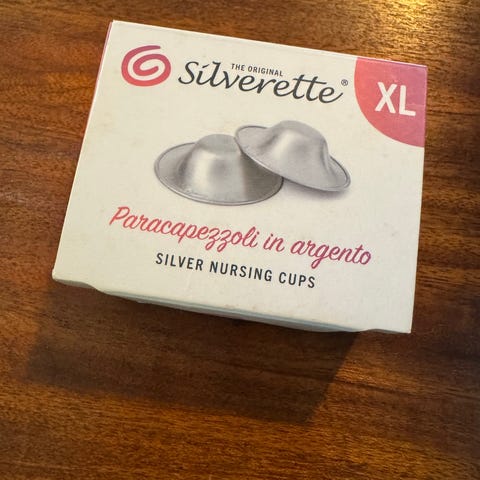 THE ORIGINAL
Silverette®
XL
Paracapezzoli in argento
SILVER NURSING CUPS